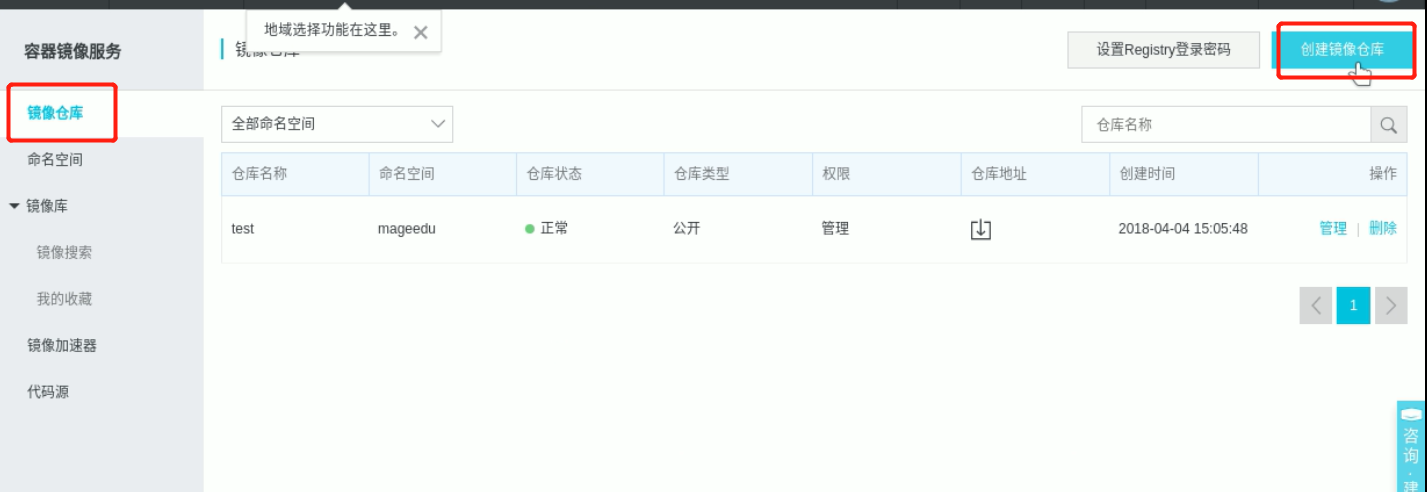 地域选择功能在这里。
容器镜像服务
镜像仓库
设置Registry登录密码
创建镜像仓库
镜像仓库
命名空间
镜像库
镜像搜索
我的收藏
镜像加速器
代码源
全部命名空间
仓库名称
仓库名称 命名空间 仓库状态 仓库类型 权限 仓库地址 创建时间 操作
test mageedu 正常 公开 管理 2018-04-04 15:05:48 管理 | 删除
1
咨询·建